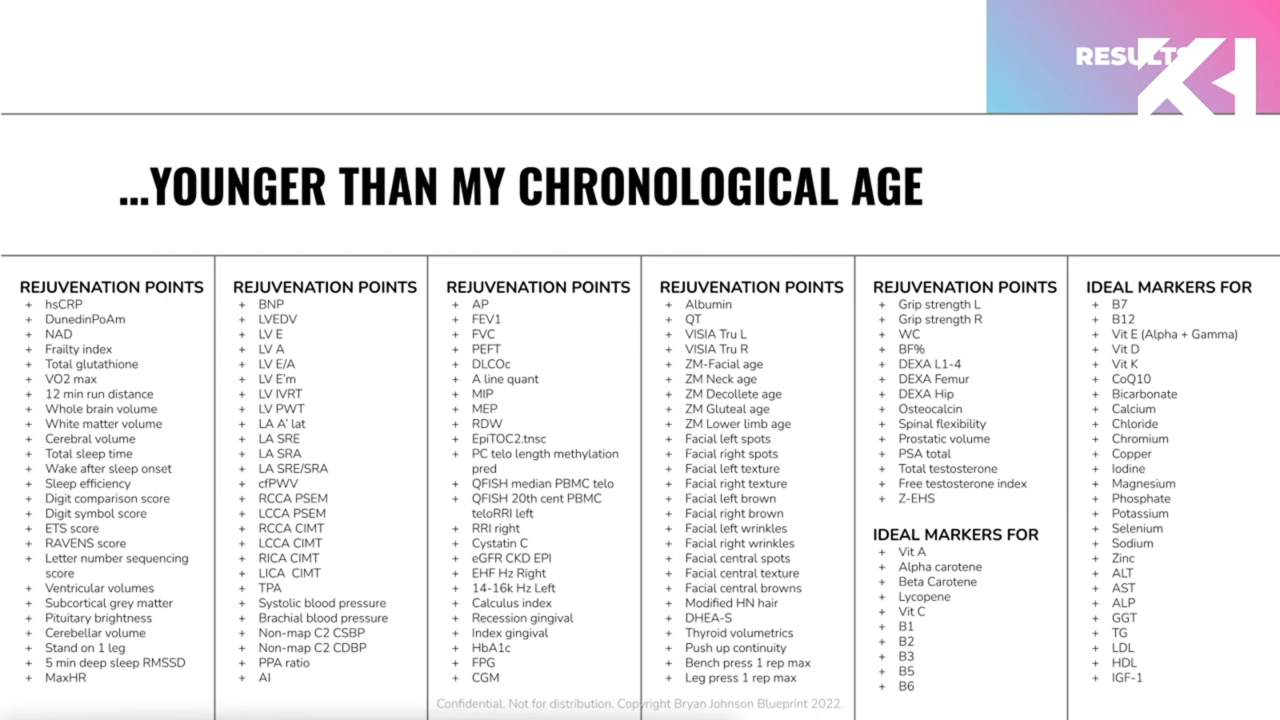 RESULTS
...YOUNGER THAN MY CHRONOLOGICAL AGE
REJUVENATION POINTS
+ hsCRP
+ DunedinPoAm
+ NAD
+ Frailty index
+ Total glutathione
+ VO2 max
+ 12 min run distance
+ Whole brain volume
+ White matter volume
+ Cerebral volume
+ Total sleep time
+ Wake after sleep onset
+ Sleep efficiency
+ Digit comparison score
+ Digit symbol score
+ ETS score
+ RAVENS score
+ Letter number sequencing
score
+ Ventricular volumes
+ Subcortical grey matter
+ Pituitary brightness
+ Cerebellar volume
+ Stand on 1 leg
+ 5 min deep sleep RMSSD
+ MaxHR
REJUVENATION POINTS
+ BNP
+ LVEDV
+ LV E
+ LV A
+ LV E/A
+ LV E'm
+ LV IVRT
+ LV PWT
+ LA A' lat
+ LA SRE
+ LA SRA
+ LA SRE/SRA
+ cfPWV
+ RCCA PSEM
+ LCCA PSEM
+ RCCA CIMT
+ LCCA CIMT
+ RICA CIMT
+ LICA CIMT
+ TPA
+ Systolic blood pressure
+ Brachial blood pressure
+ Non-map C2 CSBP
+ Non-map C2 CDBP
+ PPA ratio
+ AI
REJUVENATION POINTS
+ AP
+ FEV1
+ FVC
+ PEFT
+ DLCOc
+ A line quant
+ MIP
+ MEP
+ RDW
+ EpiTOC2.tnsc
+ PC telo length methylation
pred
+ QFISH median PBMC telo
+ QFISH 20th cent PBMC
teloRRI left
+ RRI right
+ Cystatin C
+ eGFR CKD EPI
+ EHF Hz Right
+ 14-16k Hz Left
+ Calculus index
+ Recession gingival
+ Index gingival
+ HbA1c
+ FPG
+ CGM
REJUVENATION POINTS
+ Albumin
+ QT
+ VISIA Tru L
+ VISIA Tru R
+ ZM-Facial age
+ ZM Neck age
+ ZM Decollete age
+ ZM Gluteal age
+ ZM Lower limb age
+ Facial left spots
+ Facial right spots
+ Facial left texture
+ Facial right texture
+ Facial left brown
+ Facial right brown
+ Facial left wrinkles
+ Facial right wrinkles
+ Facial central spots
+ Facial central texture
+ Facial central browns
+ Modified HN hair
+ DHEA-S
+ Thyroid volumetrics
+ Push up continuity
+ Bench press 1 rep max
+ Leg press 1 rep max
REJUVENATION POINTS
+ Grip strength L
+ Grip strength R
+ WC
+ BF%
+ DEXA L1-4
+ DEXA Femur
+ DEXA Hip
+ Osteocalcin
+ Spinal flexibility
+ Prostatic volume
+ PSA total
+ Total testosterone
+ Free testosterone index
+ Z-EHS
IDEAL MARKERS FOR
+ Vit A
+ Alpha carotene
+ Beta Carotene
+ Lycopene
+ Vit C
+ B1
+ B2
+ B3
+ B5
+ B6
IDEAL MARKERS FOR
+ B7
+ B12
+ Vit E (Alpha + Gamma)
+ Vit D
+ Vit K
+ CoQ10
+ Bicarbonate
+ Calcium
+ Chloride
+ Chromium
+ Copper
+ Iodine
+ Magnesium
+ Phosphate
+ Potassium
+ Selenium
+ Sodium
+ Zinc
+ ALT
+ AST
+ ALP
+ GGT
+ TG
+ LDL
+ HDL
+ IGF-1
Confidential. Not for distribution. Copyright Bryan Johnson Blueprint 2022.